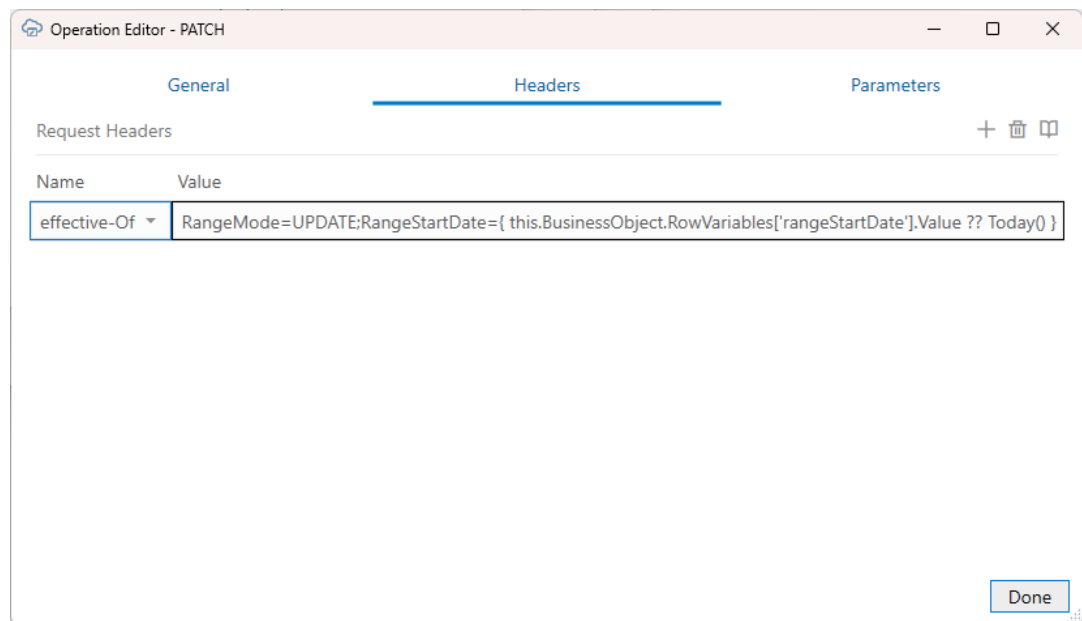 Operation Editor - PATCH
General Headers Parameters
Request Headers
Name Value
effective-Of RangeMode=UPDATE;RangeStartDate={ this.BusinessObject.RowVariables['rangeStartDate'].Value ?? Today() }
Done